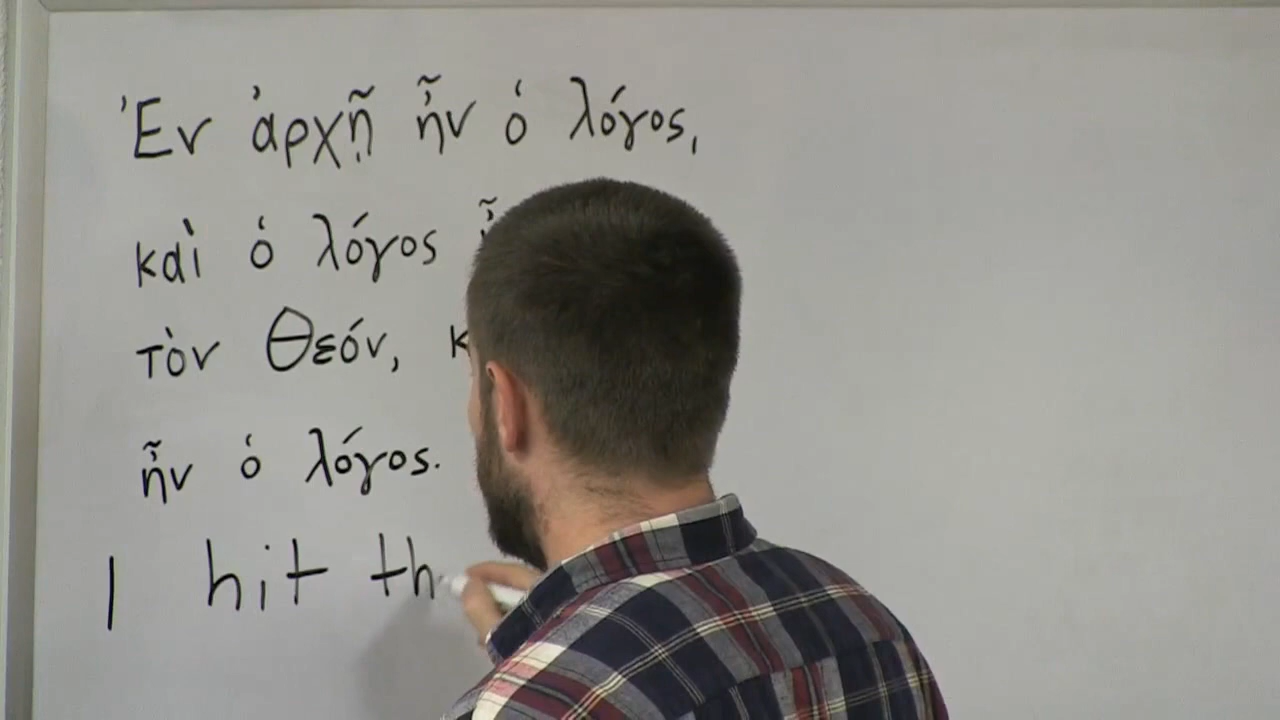 Ἐν ἀρχῇ ἦν ὁ λόγος,
καὶ ὁ λόγος
τὸν Θεόν,
ἦν ὁ λόγος.
I hit th